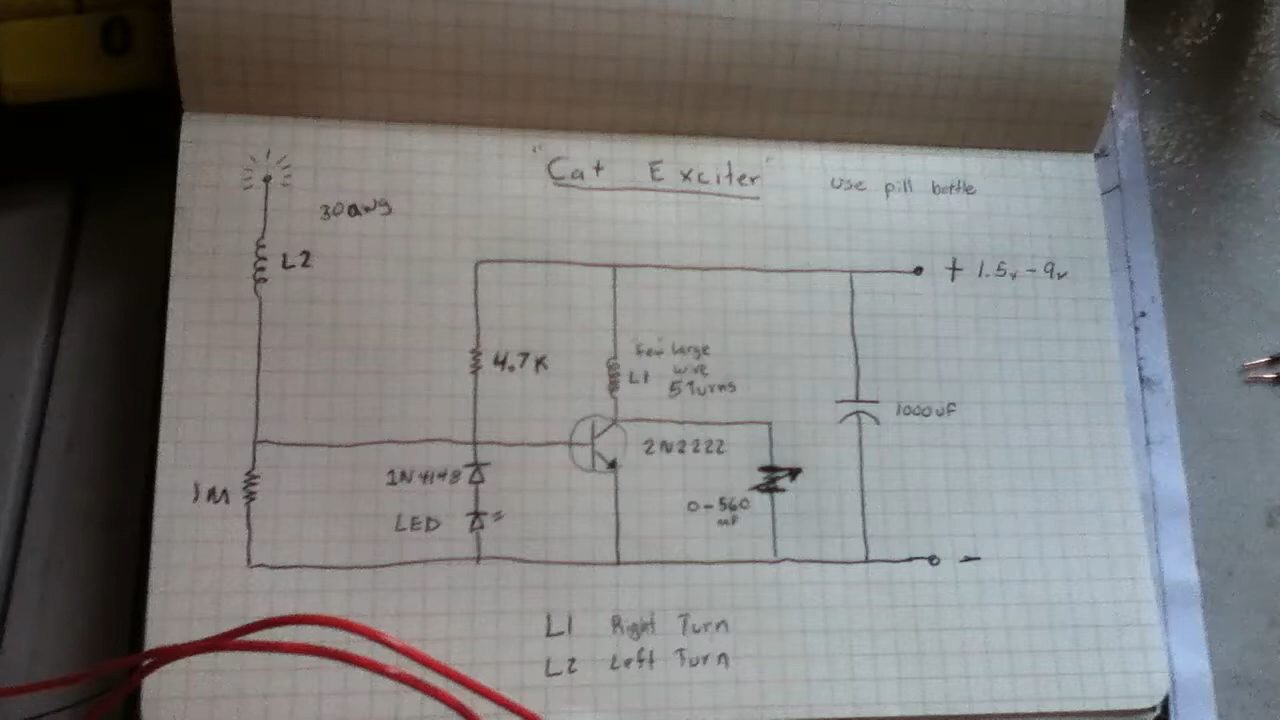 "Cat Exciter"
use pill bottle
30awg
L2
+ 1.5v - 9v
4.7K
few large
wire
L1 5 Turns
1000uF
2N2222
1N4148
1M
0-560
LED
L1 Right Turn
L2 Left Turn
0